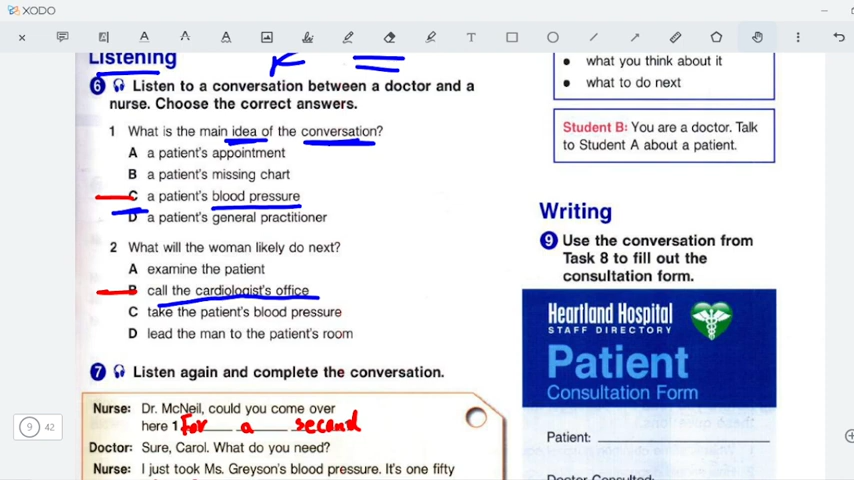 XODO
Listening
6 Listen to a conversation between a doctor and a
nurse. Choose the correct answers.
1 What is the main idea of the conversation?
A a patient's appointment
B a patient's missing chart
C a patient's blood pressure
D a patient's general practitioner
2 What will the woman likely do next?
A examine the patient
B call the cardiologist's office
C take the patient's blood pressure
D lead the man to the patient's room
7 Listen again and complete the conversation.
Nurse: Dr. McNeil, could you come over
here 1 For a second
Doctor: Sure, Carol. What do you need?
Nurse: I just took Ms. Greyson's blood pressure. It's one fifty
9 42
• what you think about it
• what to do next
Student B: You are a doctor. Talk
to Student A about a patient.
Writing
9 Use the conversation from
Task 8 to fill out the
consultation form.
Heartland Hospital
STAFF DIRECTORY
Patient
Consultation Form
Patient:
Doctor Consulted: